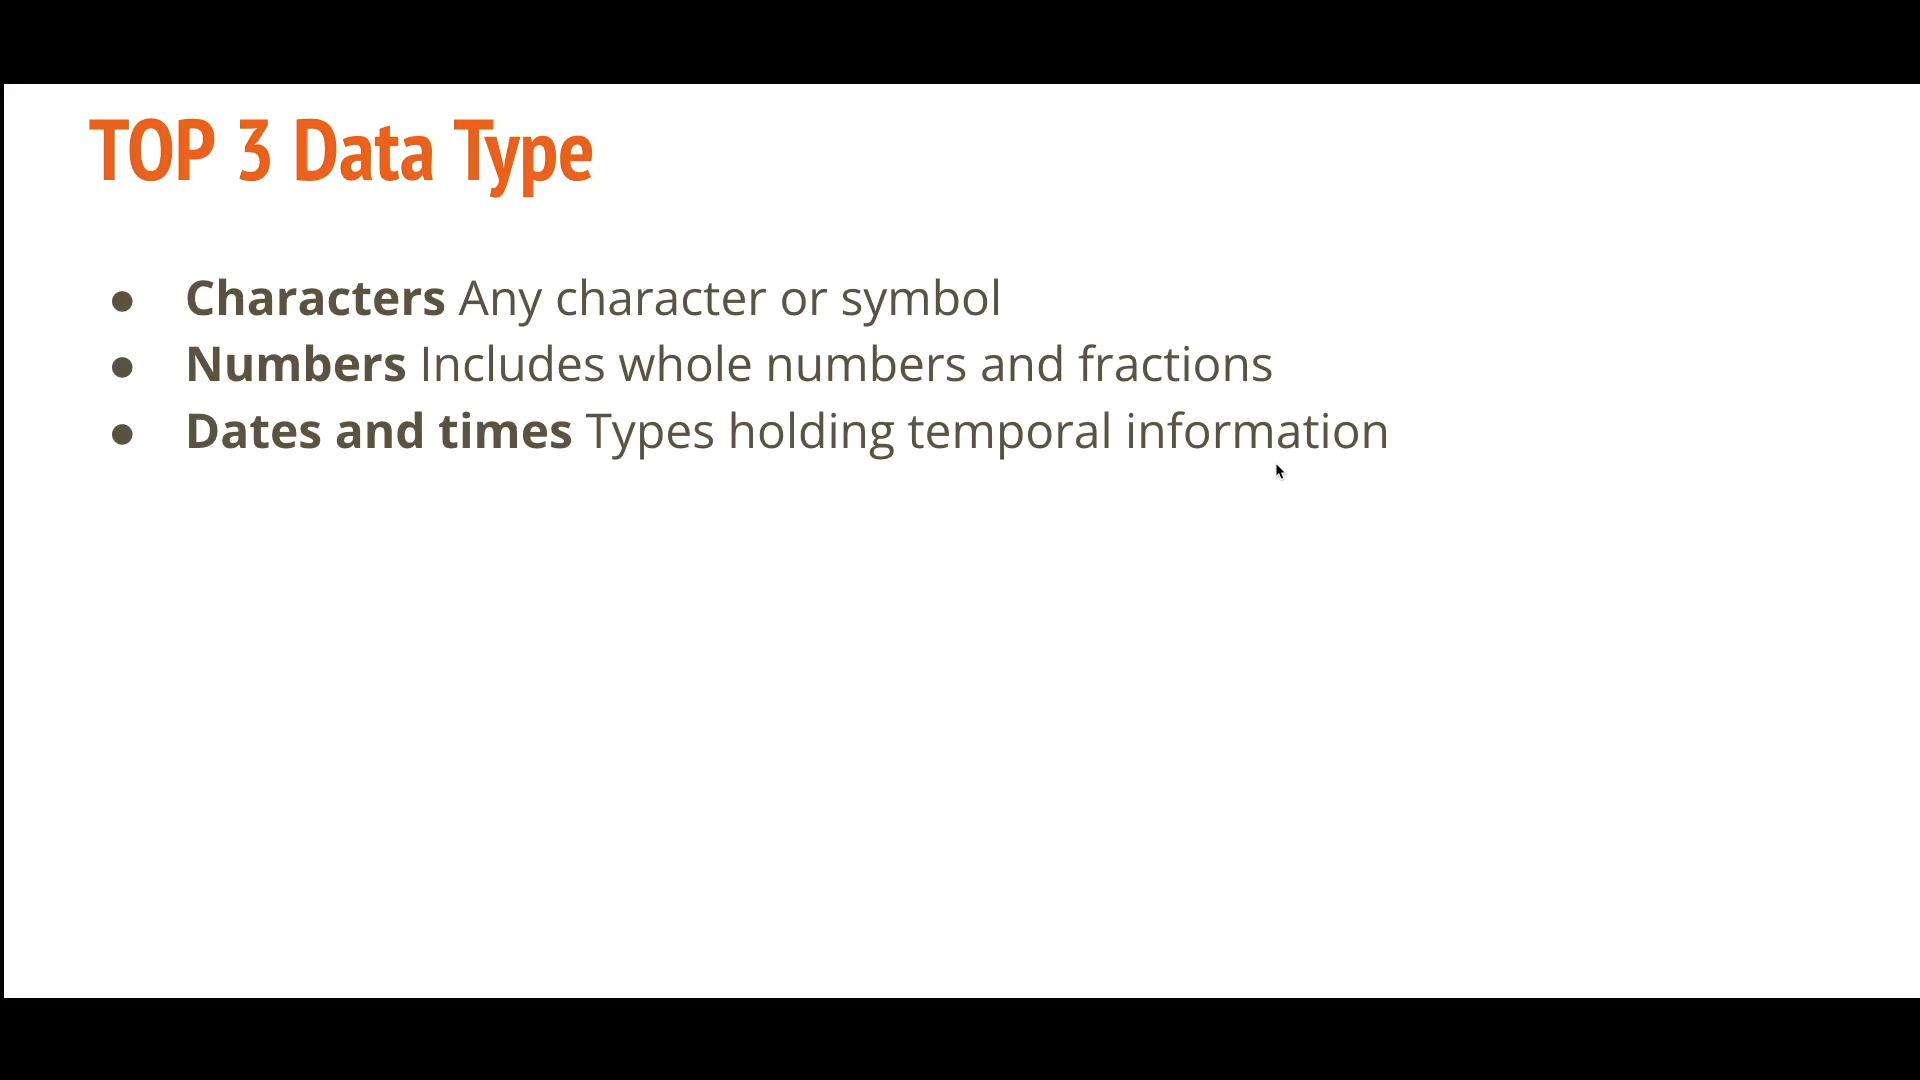 TOP 3 Data Type
● Characters Any character or symbol
● Numbers Includes whole numbers and fractions
● Dates and times Types holding temporal information